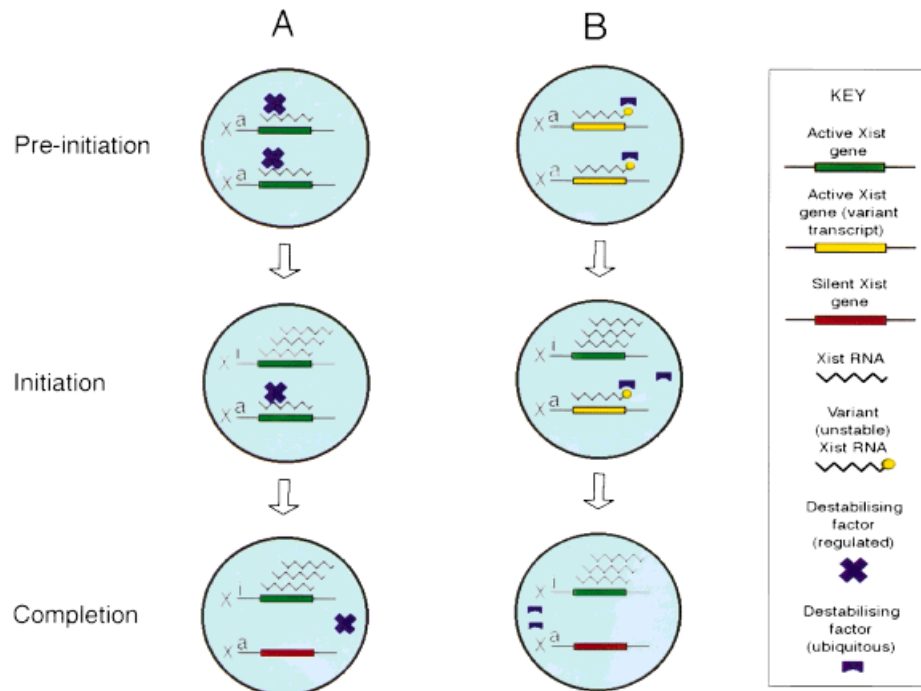 A
B
Pre-initiation
X a
X a
X a
X a
Initiation
X i
X a
X i
X a
Completion
X i
X a
X i
X a
KEY
Active Xist
gene
Active Xist
gene (variant
transcript)
Silent Xist
gene
Xist RNA
Variant
(unstable)
Xist RNA
Destabilising
factor
(regulated)
Destabilising
factor
(ubiquitous)